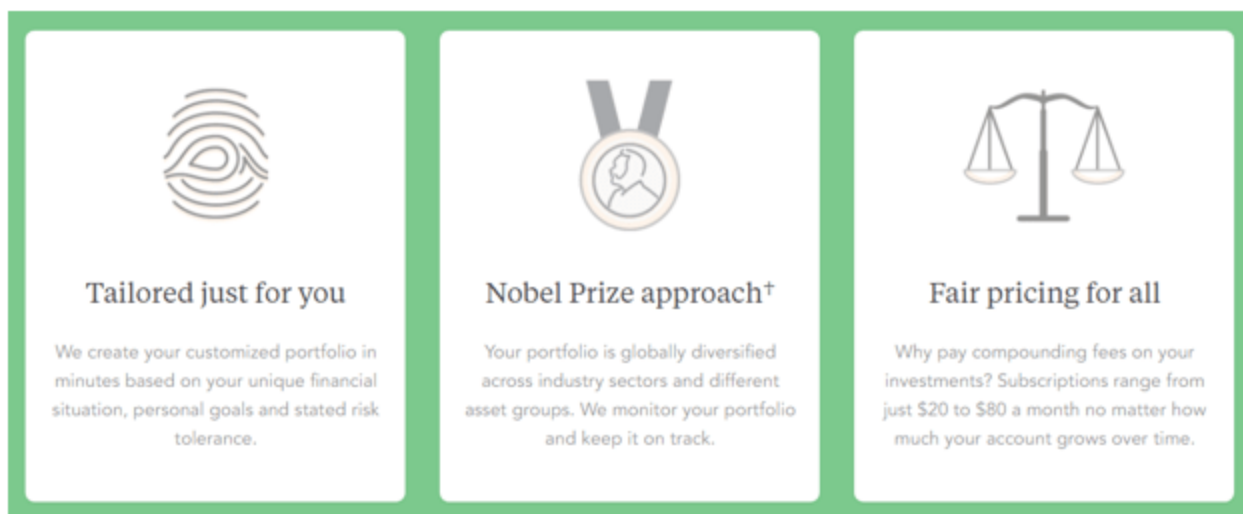 Tailored just for you
We create your customized portfolio in
minutes based on your unique financial
situation, personal goals and stated risk
tolerance.
Nobel Prize approach†
Your portfolio is globally diversified
across industry sectors and different
asset groups. We monitor your portfolio
and keep it on track.
Fair pricing for all
Why pay compounding fees on your
investments? Subscriptions range from
just $20 to $80 a month no matter how
much your account grows over time.